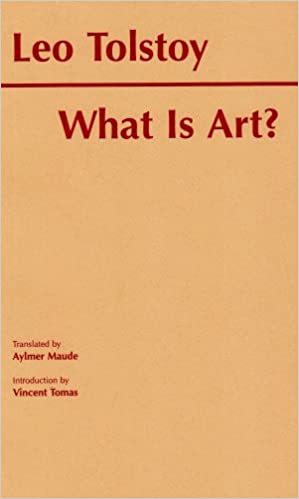 Leo Tolstoy
What Is Art?
Translated by
Aylmer Maude
Introduction by
Vincent Tomas